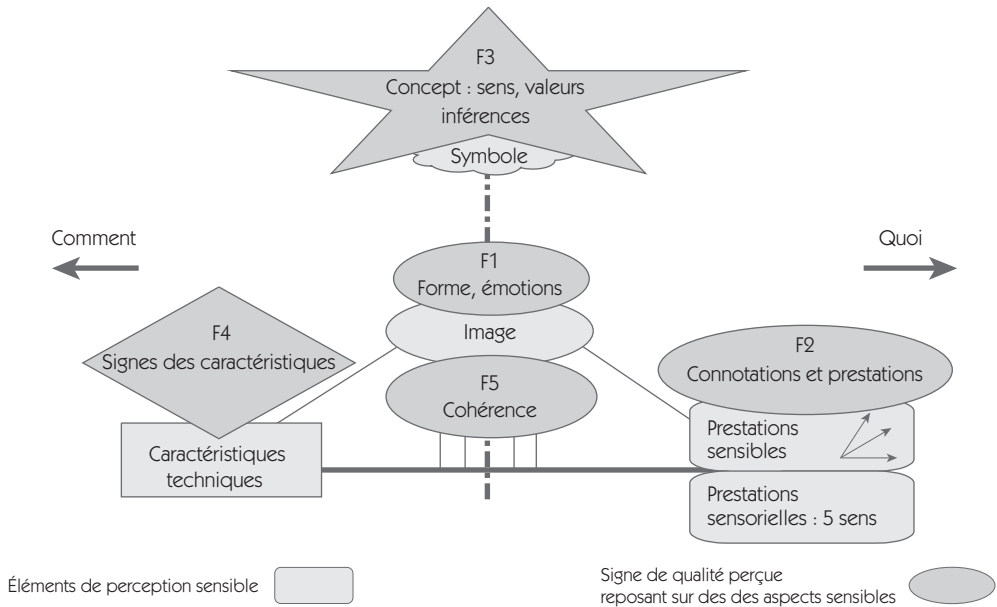 F3
Concept : sens, valeurs
inférences
Symbole
Comment
Quoi
F1
Forme, émotions
Image
F4
Signes des caractéristiques
F2
Connotations et prestations
F5
Cohérence
Caractéristiques
techniques
Prestations
sensibles
Prestations
sensorielles : 5 sens
Éléments de perception sensible
Signe de qualité perçue
reposant sur des des aspects sensibles